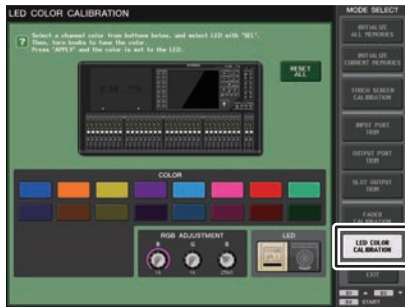 LED COLOR CALIBRATION
Select a channel color from buttons below, and select LED with "SEL".
Then, turn knobs to tune the color.
Press "APPLY" and the color is set to the LED.
RESET ALL
COLOR
RGB ADJUSTMENT
R
G
B
LED
MODE SELECT
INITIALIZE ALL MEMORIES
INITIALIZE CURRENT MEMORIES
TOUCH SCREEN CALIBRATION
INPUT PORT TRIM
OUTPUT PORT TRIM
SLOT OUTPUT TRIM
FADER CALIBRATION
LED COLOR CALIBRATION
EXIT
START